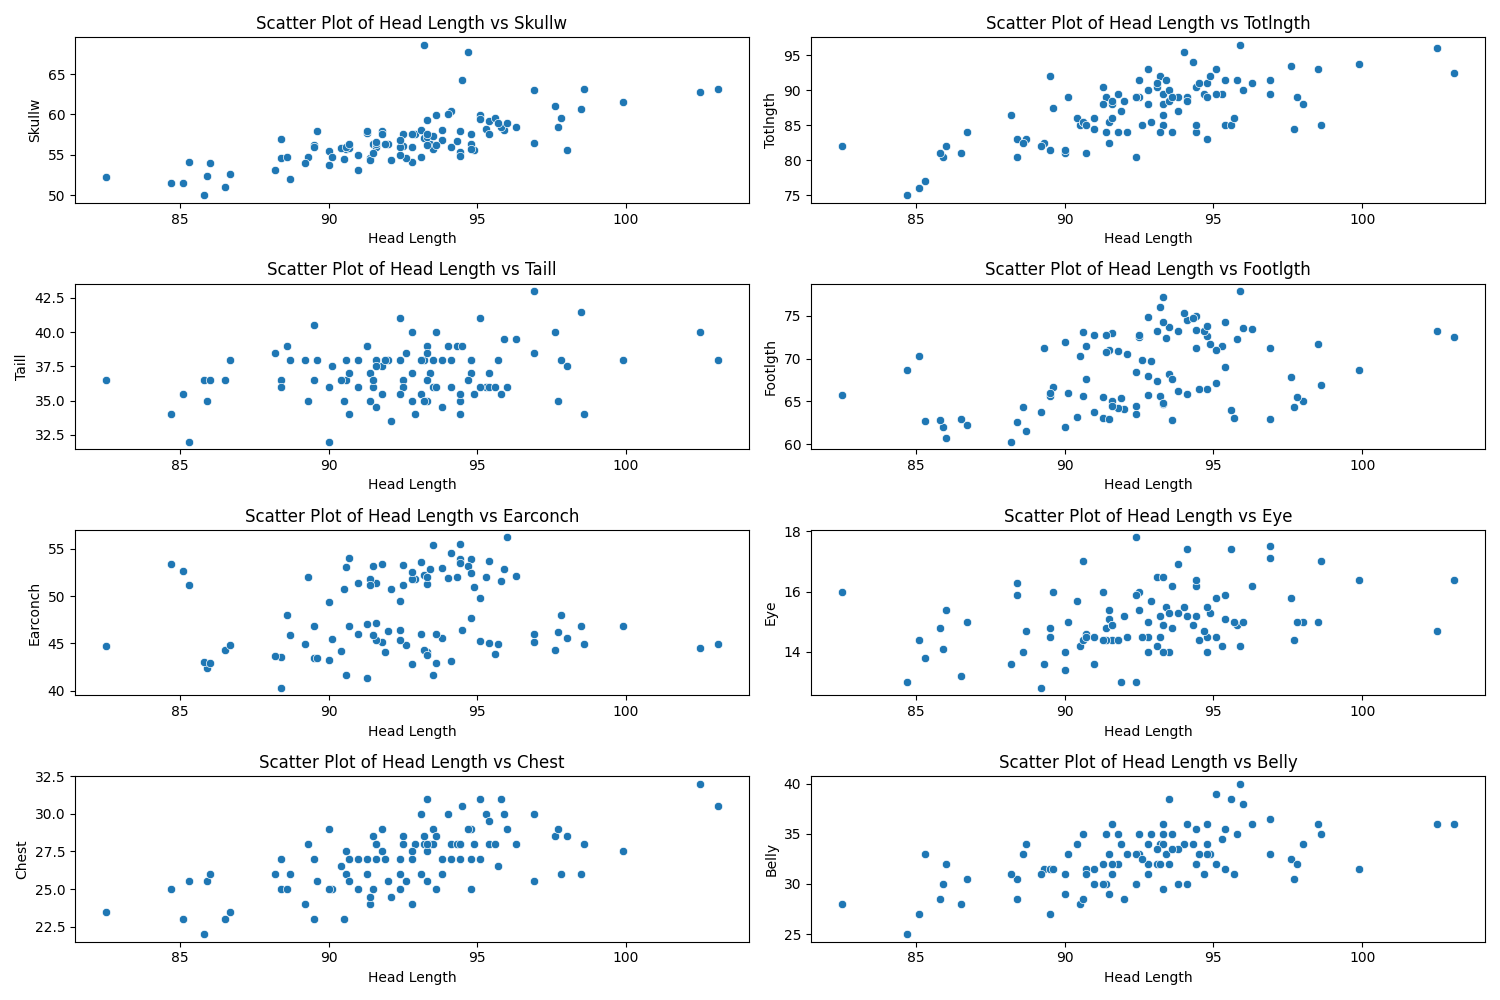 Scatter Plot of Head Length vs Skullw
65
60
55
50
Skullw
85 90 95 100
Head Length
Scatter Plot of Head Length vs Totlngth
95
90
85
80
75
Totlngth
85 90 95 100
Head Length
Scatter Plot of Head Length vs Taill
42.5
40.0
37.5
35.0
32.5
Taill
85 90 95 100
Head Length
Scatter Plot of Head Length vs Footlgth
75
70
65
60
Footlgth
85 90 95 100
Head Length
Scatter Plot of Head Length vs Earconch
55
50
45
40
Earconch
85 90 95 100
Head Length
Scatter Plot of Head Length vs Eye
18
16
14
Eye
85 90 95 100
Head Length
Scatter Plot of Head Length vs Chest
32.5
30.0
27.5
25.0
22.5
Chest
85 90 95 100
Head Length
Scatter Plot of Head Length vs Belly
40
35
30
25
Belly
85 90 95 100
Head Length